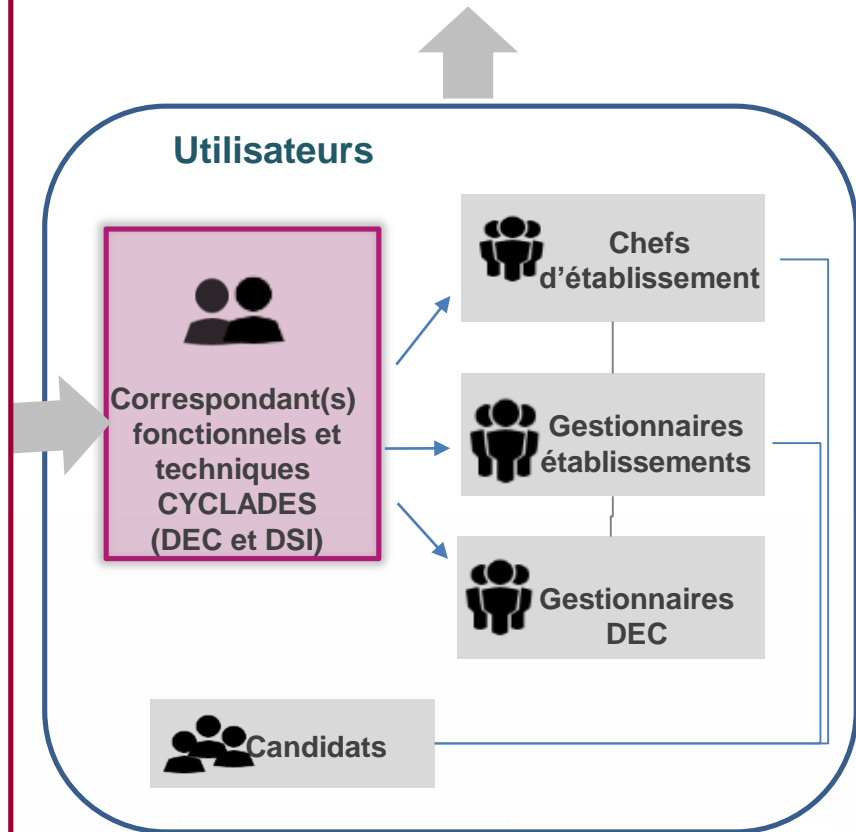 Utilisateurs
Correspondant(s)
fonctionnels et
techniques
CYCLADES
(DEC et DSI)
Chefs
d'établissement
Gestionnaires
établissements
Gestionnaires
DEC
Candidats